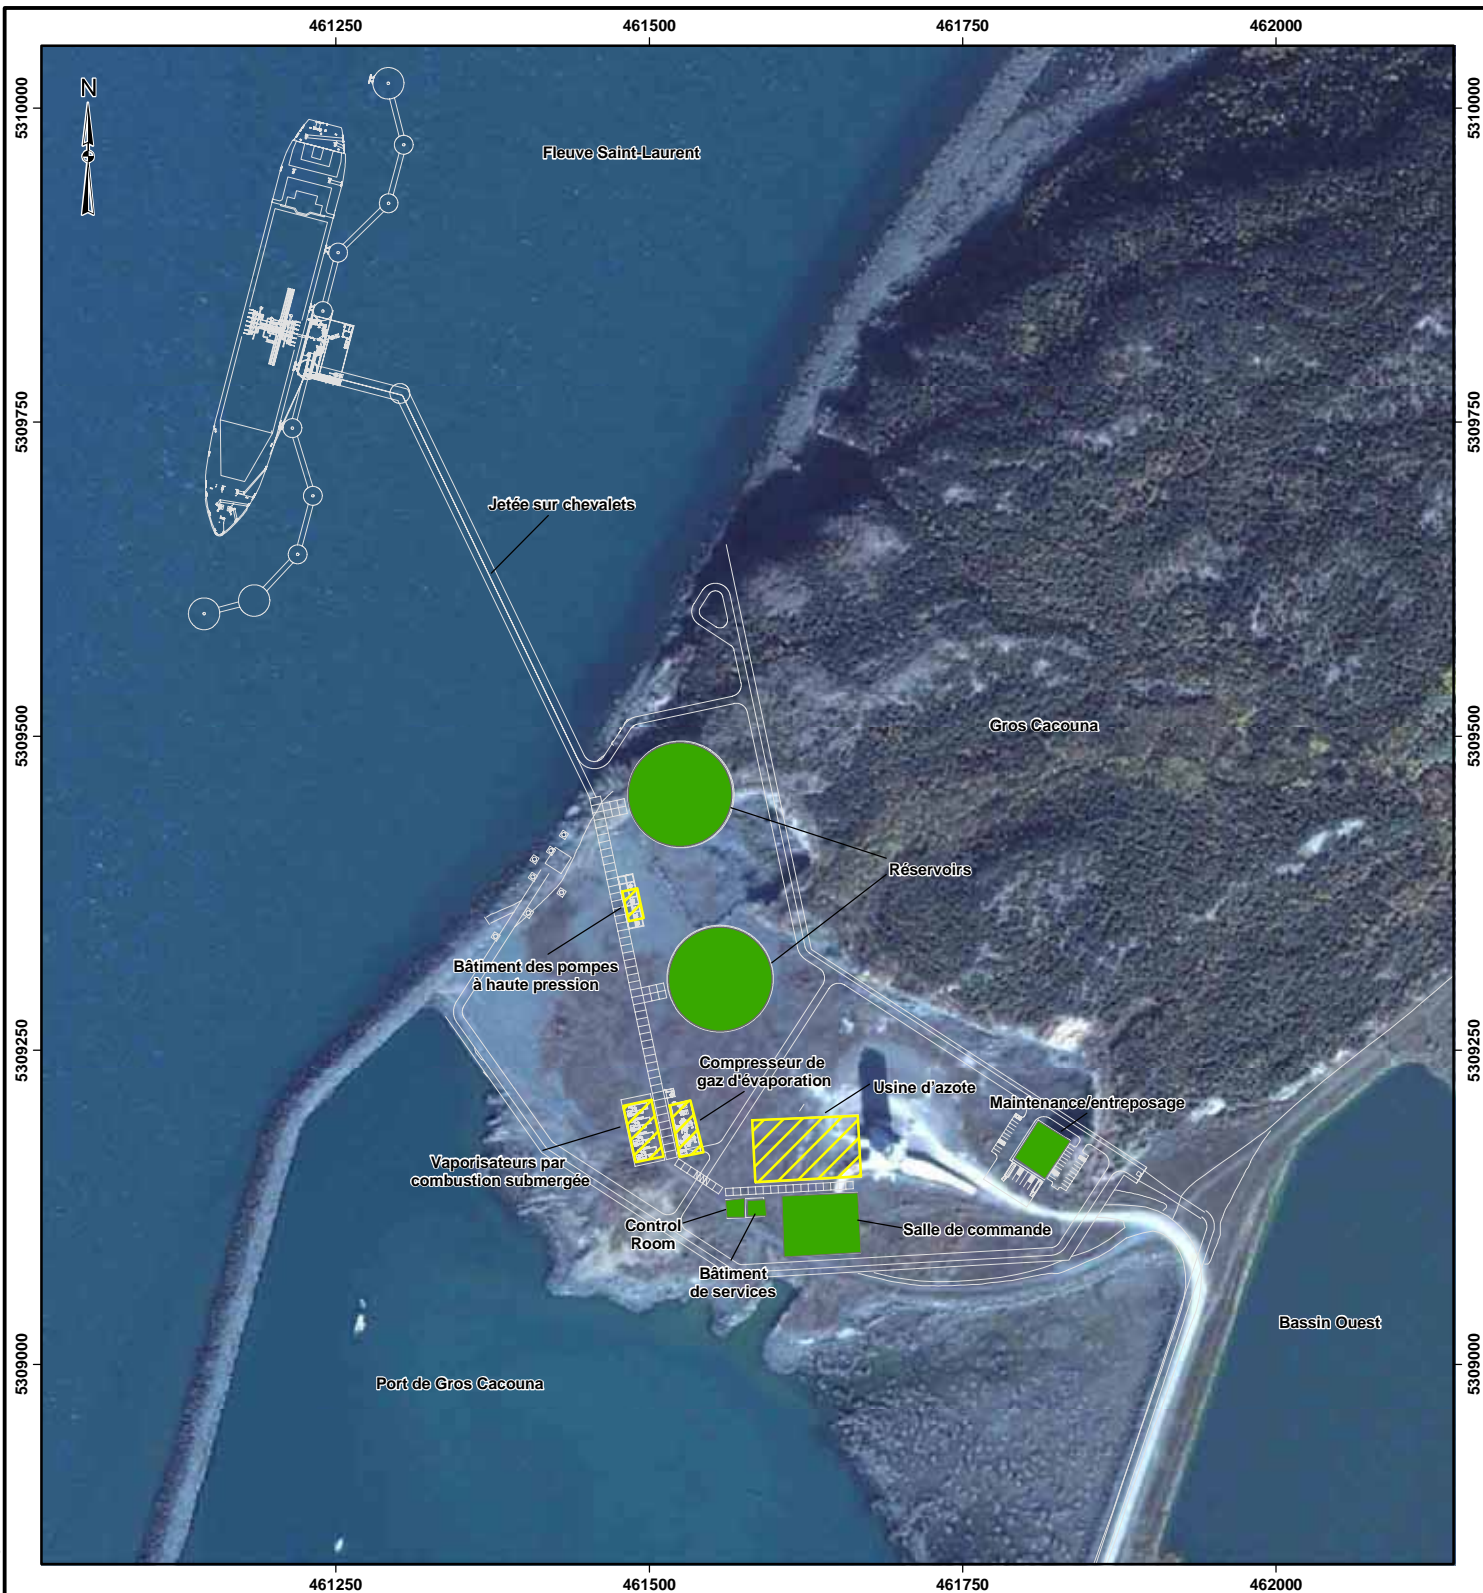 461250 461500 461750 462000
N
5310000 5310000
Fleuve Saint-Laurent
5309750 5309750
Jetée sur chevalets
Gros Cacouna
5309500 5309500
Réservoirs
Bâtiment des pompes
à haute pression
5309250 5309250
Compresseur de
gaz d'évaporation
Usine d'azote
Maintenance/entreposage
Vaporisateurs par
combustion submergée
Control
Room
Salle de commande
Bâtiment
de services
Bassin Ouest
5309000 5309000
Port de Gros Cacouna
461250 461500 461750 462000